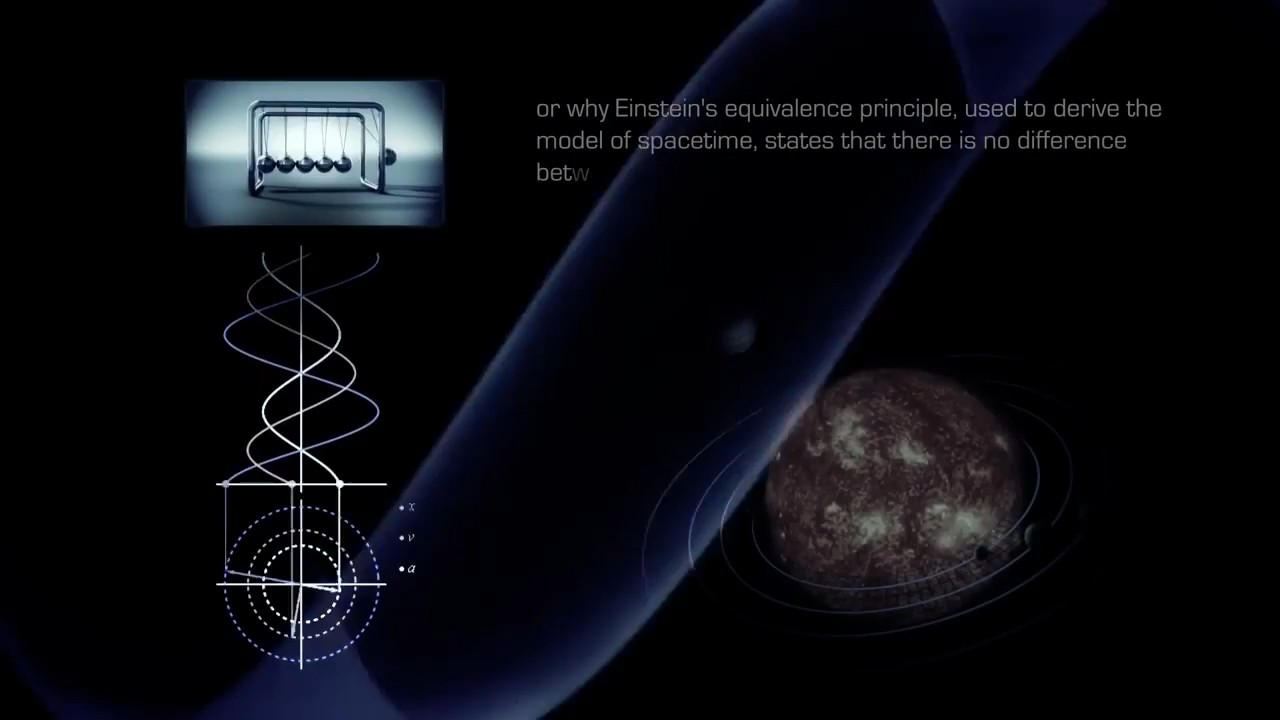 or why Einstein's equivalence principle, used to derive the
model of spacetime, states that there is no difference
betw
x
v
a